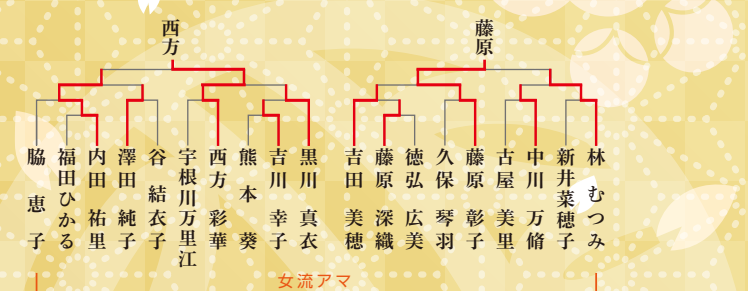 西方
藤原
脇 恵子
福田ひかる
内田 祐里
澤田 純子
谷 結衣子
宇根川万里江
西方 彩華
熊本 葵
吉川 幸子
黒川 真衣
吉田 美穂
藤原 深織
徳弘 広美
久保 琴羽
藤原 彰子
古屋 美里
中川 万脩
新井菜穂子
林 むつみ
女流アマ